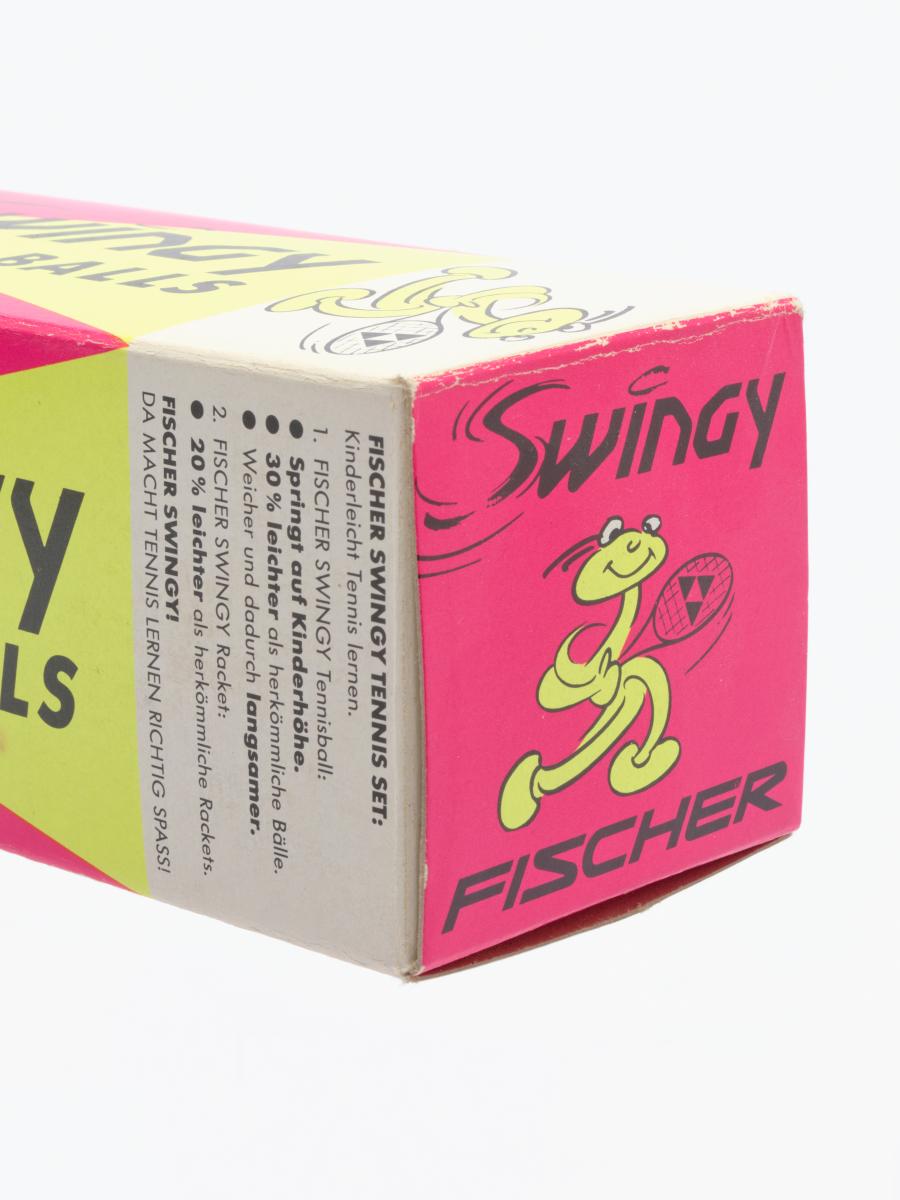 SWINGY
BALLS
FISCHER SWINGY TENNIS SET:
Kinderleicht Tennis lernen.
1. FISCHER SWINGY Tennisball:
● Springt auf Kinderhöhe.
● 30% leichter als herkömmliche Bälle.
● Weicher und dadurch langsamer.
2. FISCHER SWINGY Racket:
● 20% leichter als herkömmliche Rackets.
FISCHER SWINGY!
DA MACHT TENNIS LERNEN RICHTIG SPASS!
Swingy
FISCHER